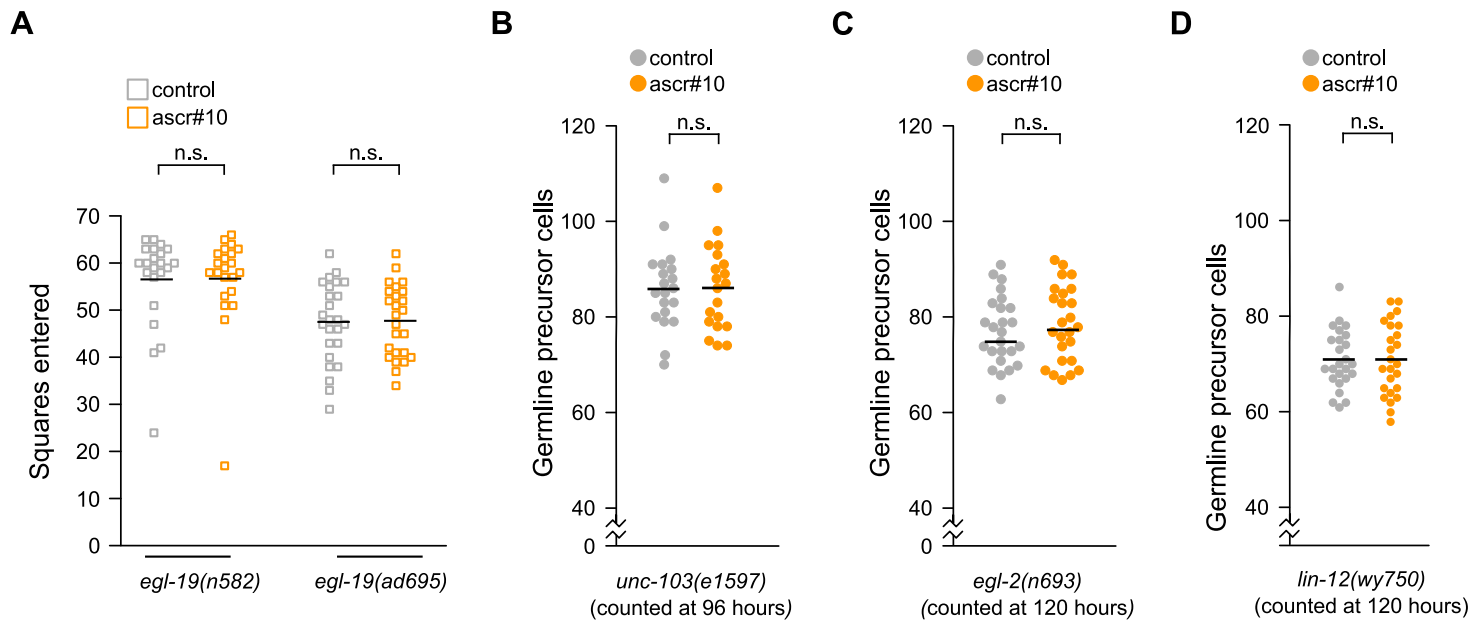 A
control
ascr#10
n.s.
n.s.
Squares entered
70
60
50
40
30
20
10
0
egl-19(n582)
egl-19(ad695)
B
control
ascr#10
n.s.
Germline precursor cells
120
100
80
60
40
0
unc-103(e1597)
(counted at 96 hours)
C
control
ascr#10
n.s.
Germline precursor cells
120
100
80
60
40
0
egl-2(n693)
(counted at 120 hours)
D
control
ascr#10
n.s.
Germline precursor cells
120
100
80
60
40
0
lin-12(wy750)
(counted at 120 hours)